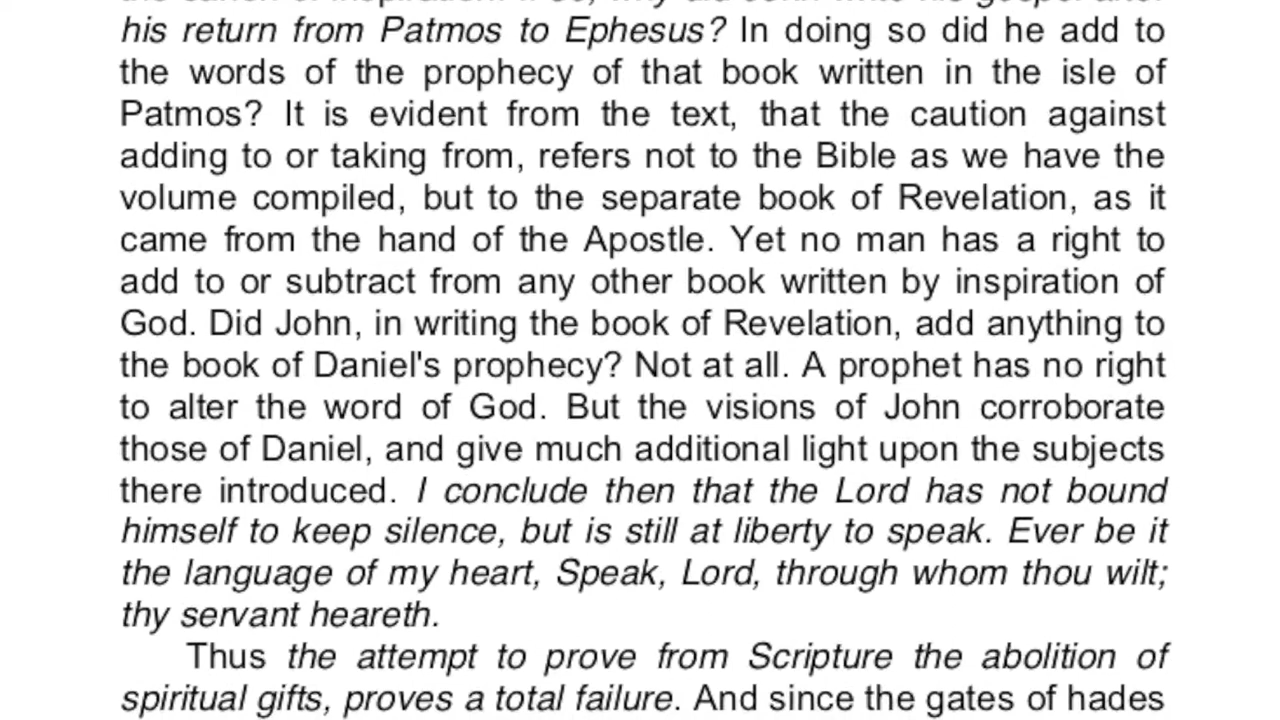 his return from Patmos to Ephesus? In doing so did he add to
the words of the prophecy of that book written in the isle of
Patmos? It is evident from the text, that the caution against
adding to or taking from, refers not to the Bible as we have the
volume compiled, but to the separate book of Revelation, as it
came from the hand of the Apostle. Yet no man has a right to
add to or subtract from any other book written by inspiration of
God. Did John, in writing the book of Revelation, add anything to
the book of Daniel's prophecy? Not at all. A prophet has no right
to alter the word of God. But the visions of John corroborate
those of Daniel, and give much additional light upon the subjects
there introduced. I conclude then that the Lord has not bound
himself to keep silence, but is still at liberty to speak. Ever be it
the language of my heart, Speak, Lord, through whom thou wilt;
thy servant heareth.
Thus the attempt to prove from Scripture the abolition of
spiritual gifts, proves a total failure. And since the gates of hades